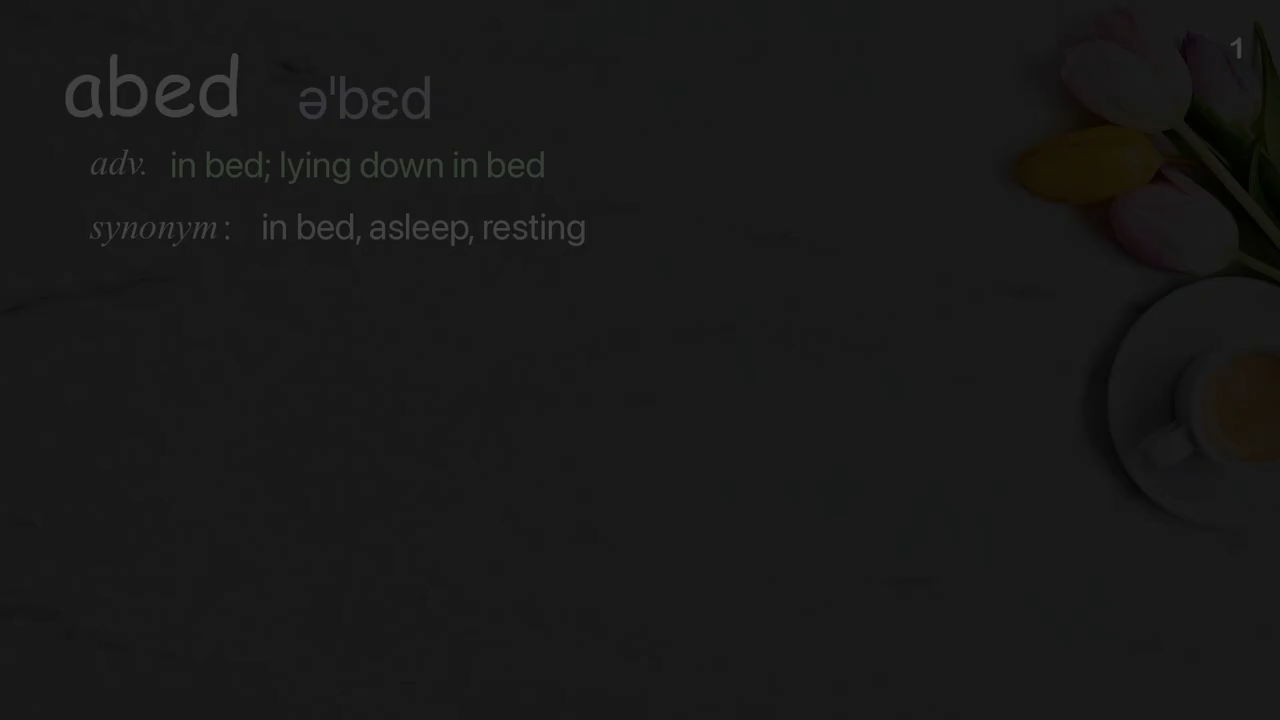 1
abed ə'bɛd
adv. in bed; lying down in bed
synonym : in bed, asleep, resting